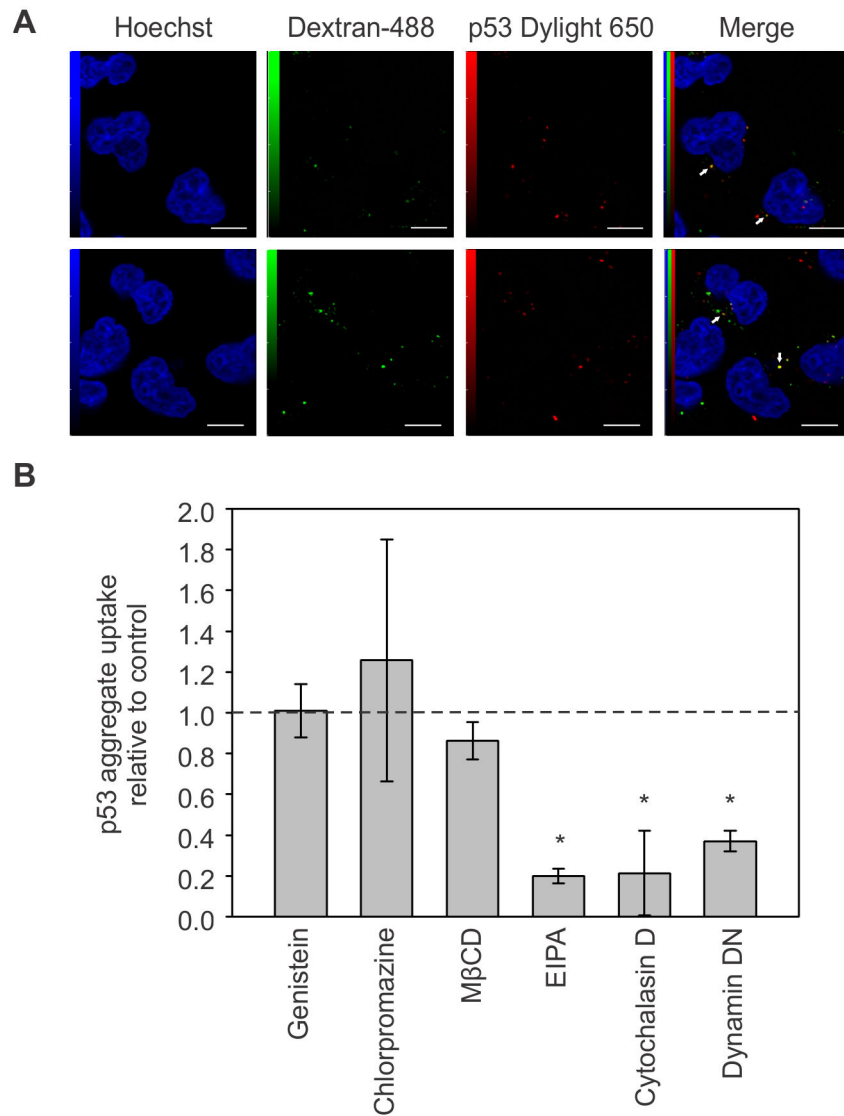 A
Hoechst Dextran-488 p53 Dylight 650 Merge
B
p53 aggregate uptake
relative to control
2.0
1.8
1.6
1.4
1.2
1.0
0.8
0.6
0.4
0.2
0.0
* * *
Genistein
Chlorpromazine
MβCD
EIPA
Cytochalasin D
Dynamin DN